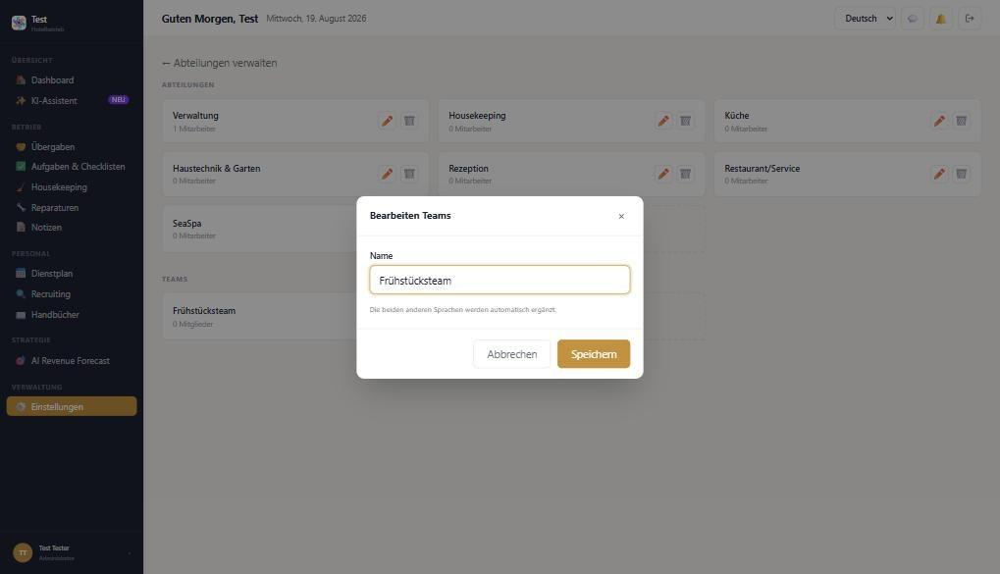 Test
Hotelbetrieb
Guten Morgen, Test
Mittwoch, 19. August 2026
Deutsch
ÜBERSICHT
Dashboard
KI-Assistent
NEU
BETRIEB
Übergaben
Aufgaben & Checklisten
Housekeeping
Reparaturen
Notizen
PERSONAL
Dienstplan
Recruiting
Handbücher
STRATEGIE
AI Revenue Forecast
VERWALTUNG
Einstellungen
TT
Test Tester
Administrator
← Abteilungen verwalten
ABTEILUNGEN
Verwaltung
1 Mitarbeiter
Housekeeping
0 Mitarbeiter
Küche
0 Mitarbeiter
Haustechnik & Garten
0 Mitarbeiter
Rezeption
0 Mitarbeiter
Restaurant/Service
0 Mitarbeiter
SeaSpa
0 Mitarbeiter
TEAMS
Frühstücksteam
0 Mitglieder
Bearbeiten Teams
×
Name
Frühstücksteam
Die beiden anderen Sprachen werden automatisch ergänzt.
Abbrechen
Speichern